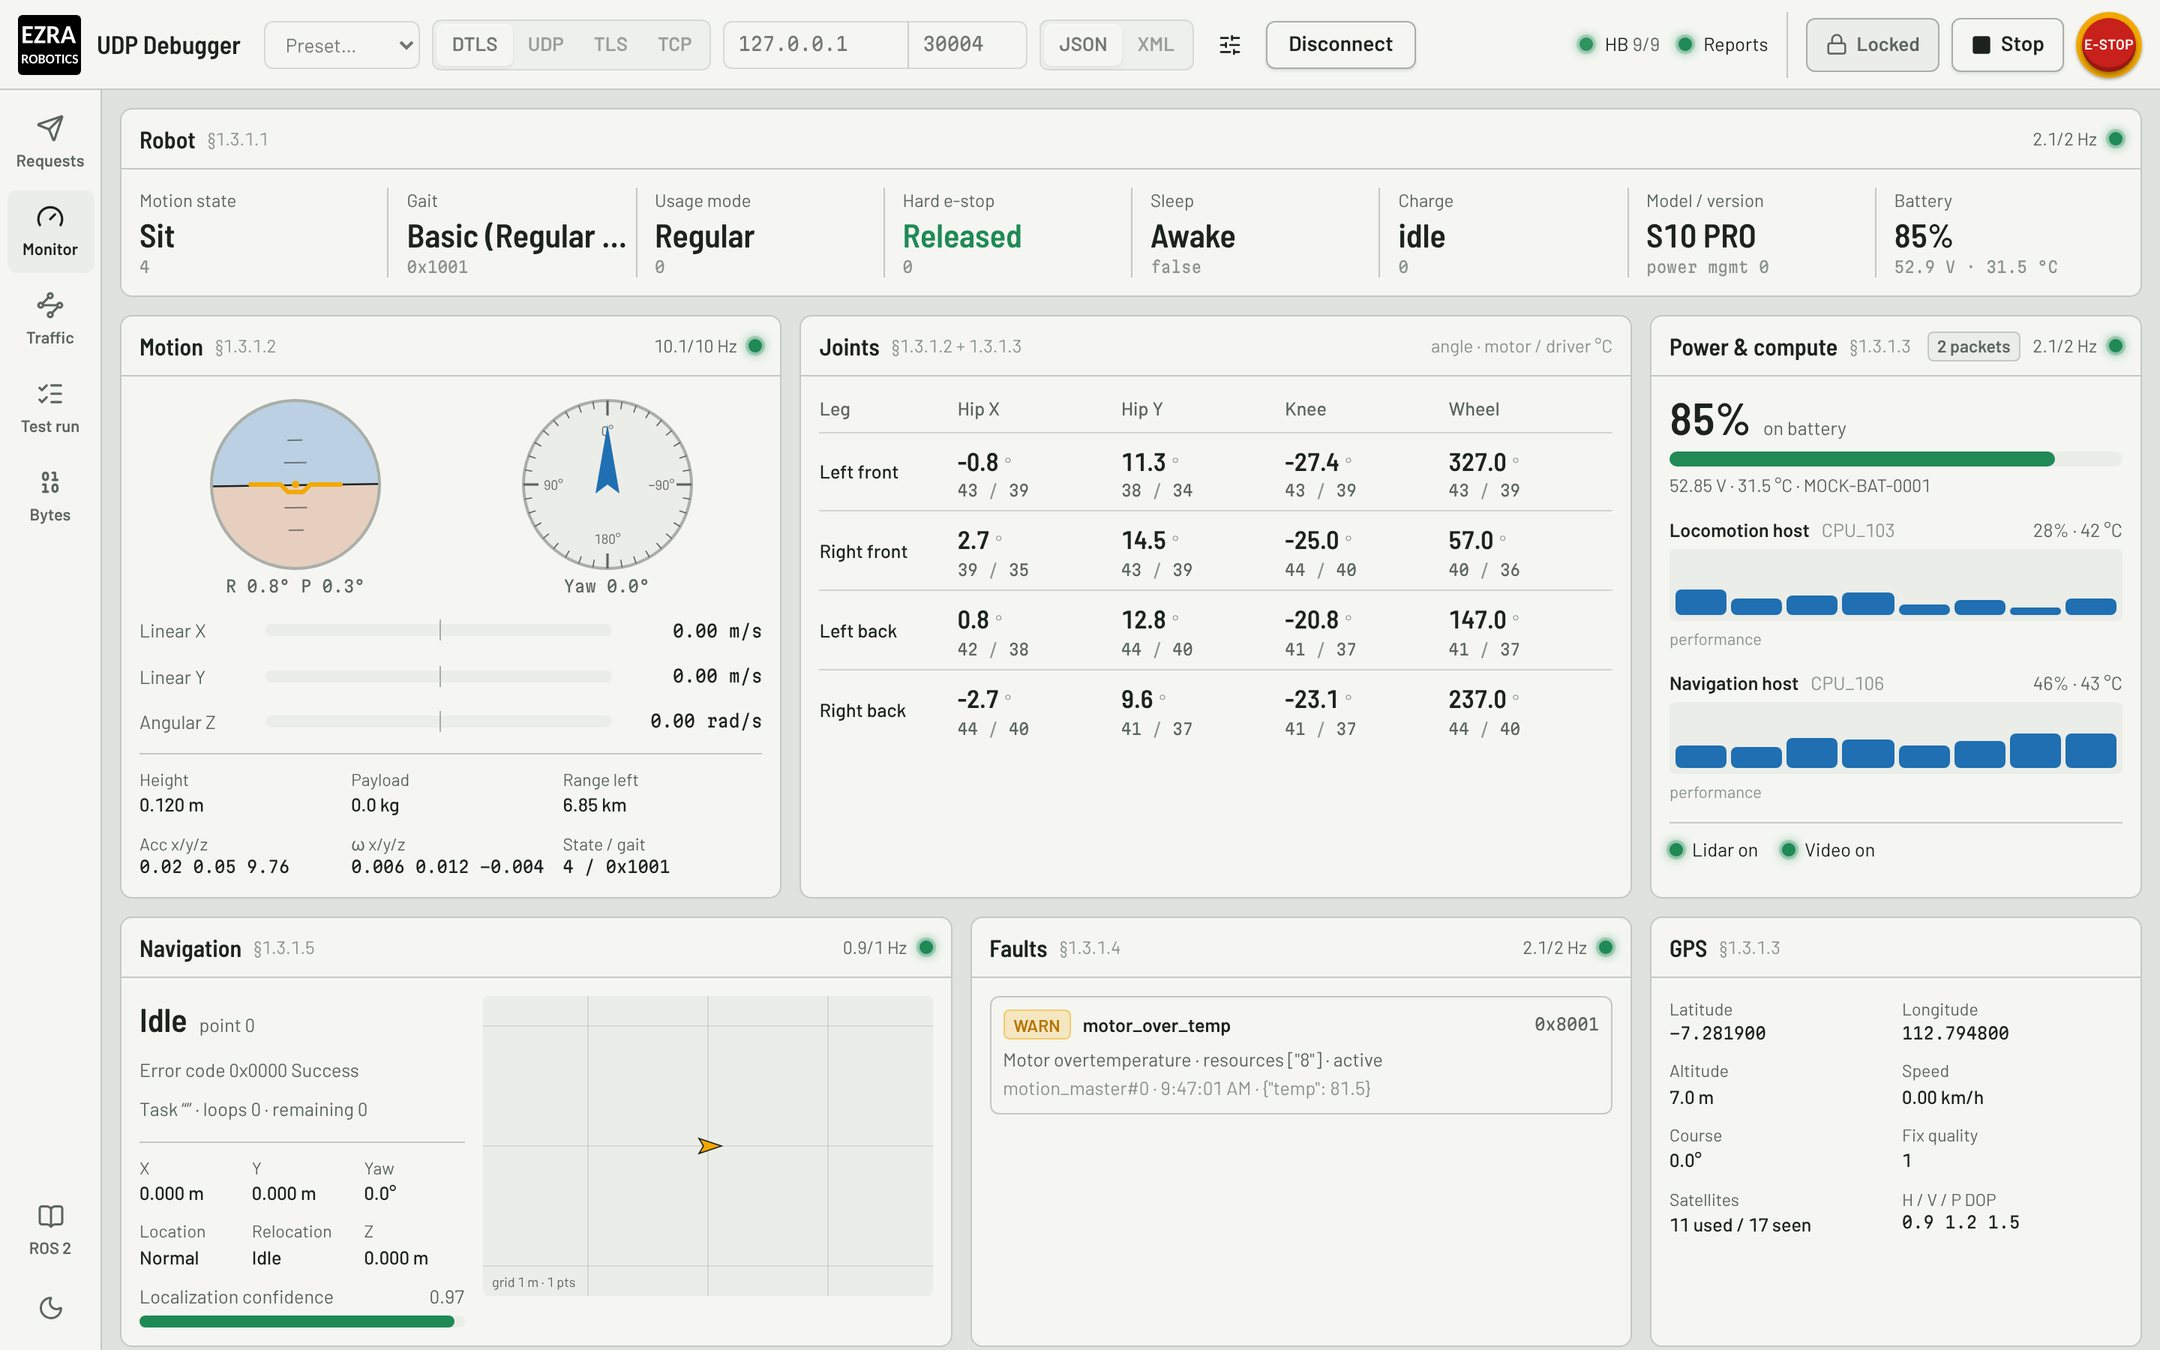 EZRA
ROBOTICS
UDP Debugger
Preset...
DTLS UDP TLS TCP
127.0.0.1 30004
JSON XML
Disconnect
HB 9/9 Reports
Locked
Stop
E-STOP
Requests
Monitor
Traffic
Test run
01
10
Bytes
ROS 2
Robot §1.3.1.1 2.1/2 Hz
Motion state
Sit
4
Gait
Basic (Regular ...
0x1001
Usage mode
Regular
0
Hard e-stop
Released
0
Sleep
Awake
false
Charge
idle
0
Model / version
S10 PRO
power mgmt 0
Battery
85%
52.9 V · 31.5 °C
Motion §1.3.1.2 10.1/10 Hz
0°
90° -90°
180°
R 0.8° P 0.3° Yaw 0.0°
Linear X 0.00 m/s
Linear Y 0.00 m/s
Angular Z 0.00 rad/s
Height Payload Range left
0.120 m 0.0 kg 6.85 km
Acc x/y/z ω x/y/z State / gait
0.02 0.05 9.76 0.006 0.012 -0.004 4 / 0x1001
Joints §1.3.1.2 + 1.3.1.3 angle · motor / driver °C
Leg Hip X Hip Y Knee Wheel
Left front -0.8 ° 11.3 ° -27.4 ° 327.0 °
43 / 39 38 / 34 43 / 39 43 / 39
Right front 2.7 ° 14.5 ° -25.0 ° 57.0 °
39 / 35 43 / 39 44 / 40 40 / 36
Left back 0.8 ° 12.8 ° -20.8 ° 147.0 °
42 / 38 44 / 40 41 / 37 41 / 37
Right back -2.7 ° 9.6 ° -23.1 ° 237.0 °
44 / 40 41 / 37 41 / 37 44 / 40
Power & compute §1.3.1.3 2 packets 2.1/2 Hz
85% on battery
52.85 V · 31.5 °C · MOCK-BAT-0001
Locomotion host CPU_103 28% · 42 °C
performance
Navigation host CPU_106 46% · 43 °C
performance
Lidar on Video on
Navigation §1.3.1.5 0.9/1 Hz
Idle point 0
Error code 0x0000 Success
Task “” · loops 0 · remaining 0
X Y Yaw
0.000 m 0.000 m 0.0°
Location Relocation Z
Normal Idle 0.000 m
Localization confidence 0.97
grid 1 m · 1 pts
Faults §1.3.1.4 2.1/2 Hz
WARN motor_over_temp 0x8001
Motor overtemperature · resources ["8"] · active
motion_master#0 · 9:47:01 AM · {"temp": 81.5}
GPS §1.3.1.3
Latitude Longitude
-7.281900 112.794800
Altitude Speed
7.0 m 0.00 km/h
Course Fix quality
0.0° 1
Satellites H / V / P DOP
11 used / 17 seen 0.9 1.2 1.5